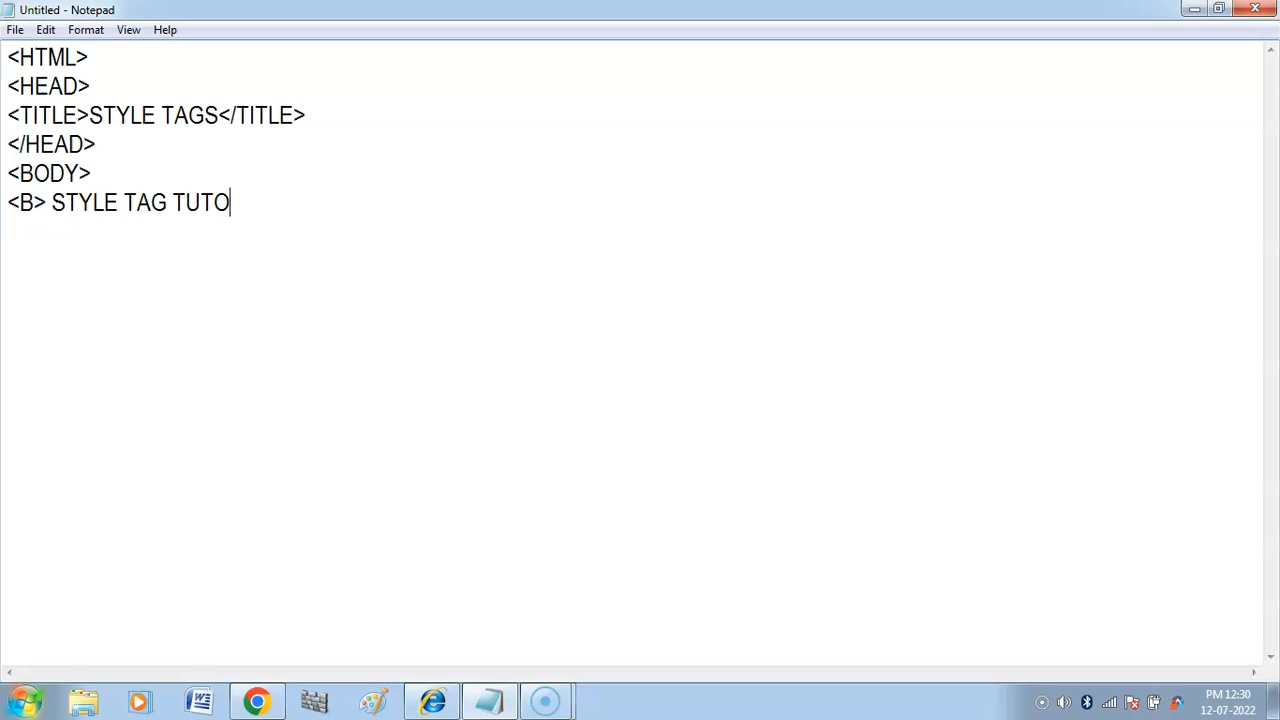 Untitled - Notepad
File Edit Format View Help
<HTML>
<HEAD>
<TITLE>STYLE TAGS</TITLE>
</HEAD>
<BODY>
<B> STYLE TAG TUTO
PM 12:30
12-07-2022